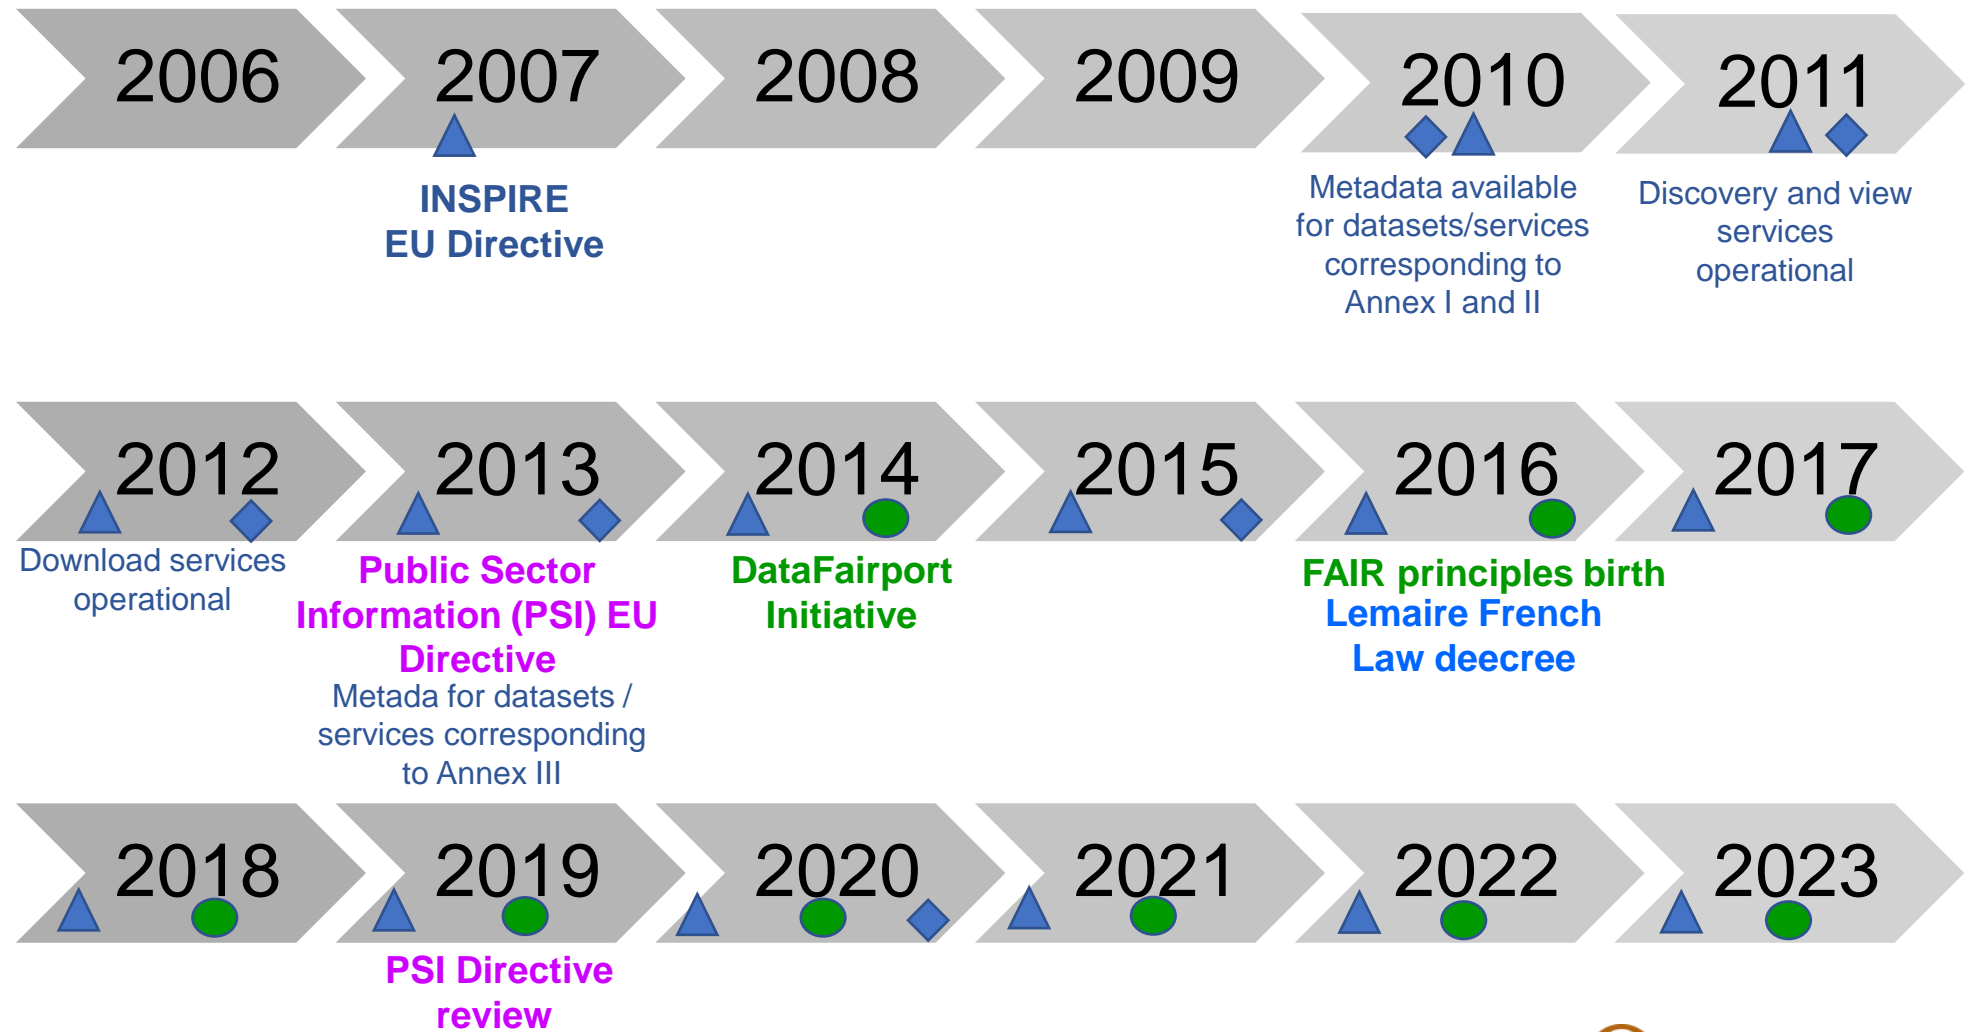 2006
2007
2008
2009
2010
2011
INSPIRE
EU Directive
Metadata available
for datasets/services
corresponding to
Annex I and II
Discovery and view
services
operational
2012
2013
2014
2015
2016
2017
Download services
operational
Public Sector
Information (PSI) EU
Directive
Metada for datasets /
services corresponding
to Annex III
DataFairport
Initiative
FAIR principles birth
Lemaire French
Law deecree
2018
2019
2020
2021
2022
2023
PSI Directive
review